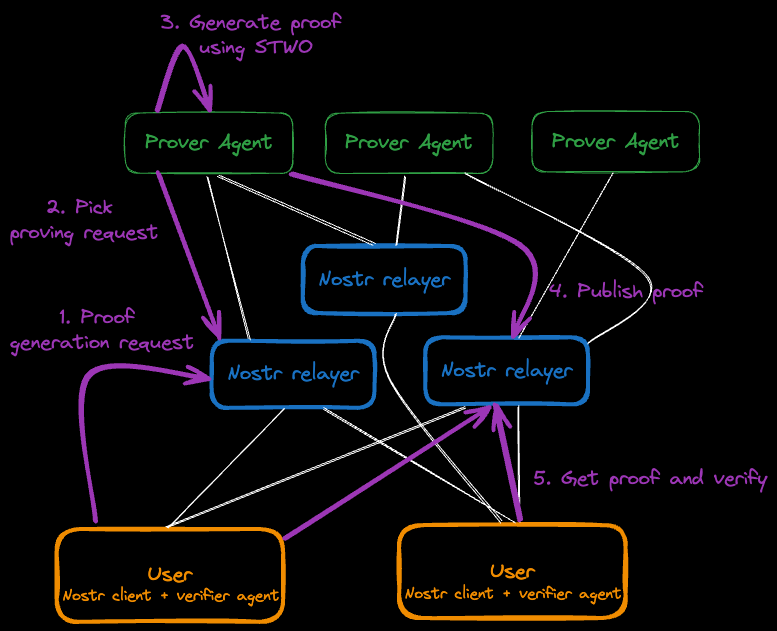 3. Generate proof
using STWO
Prover Agent
Prover Agent
Prover Agent
2. Pick
proving request
Nostr relayer
4. Publish proof
1. Proof
generation request
Nostr relayer
Nostr relayer
5. Get proof and verify
User
Nostr client + verifier agent
User
Nostr client + verifier agent